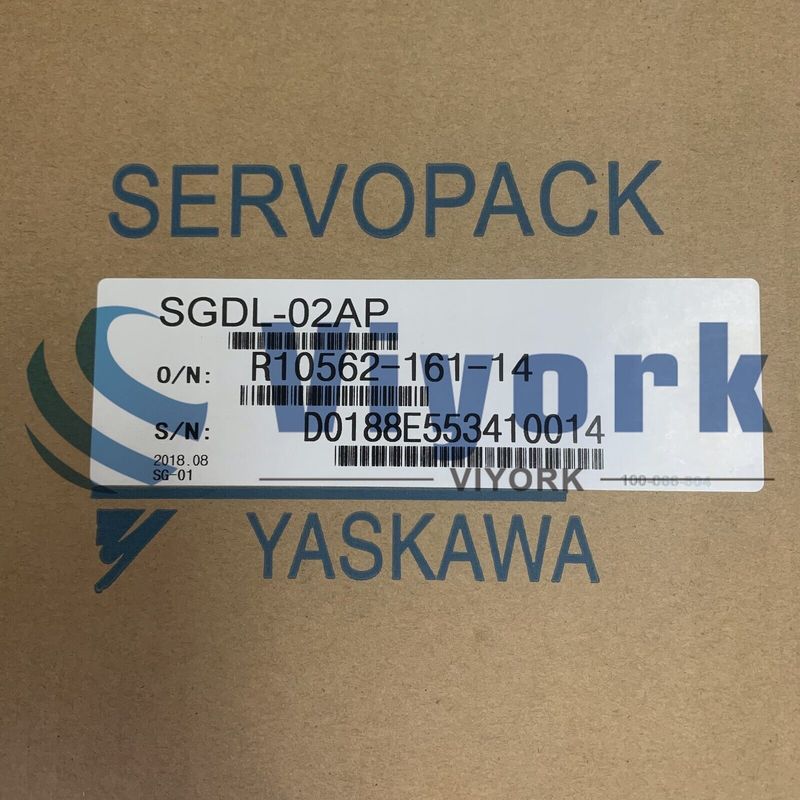 SERVOPACK
SGDL-02AP
O/N: R10562-161-14
S/N: D0188E553410014
2018.08
SG-01
Viyork
VIYORK
YASKAWA